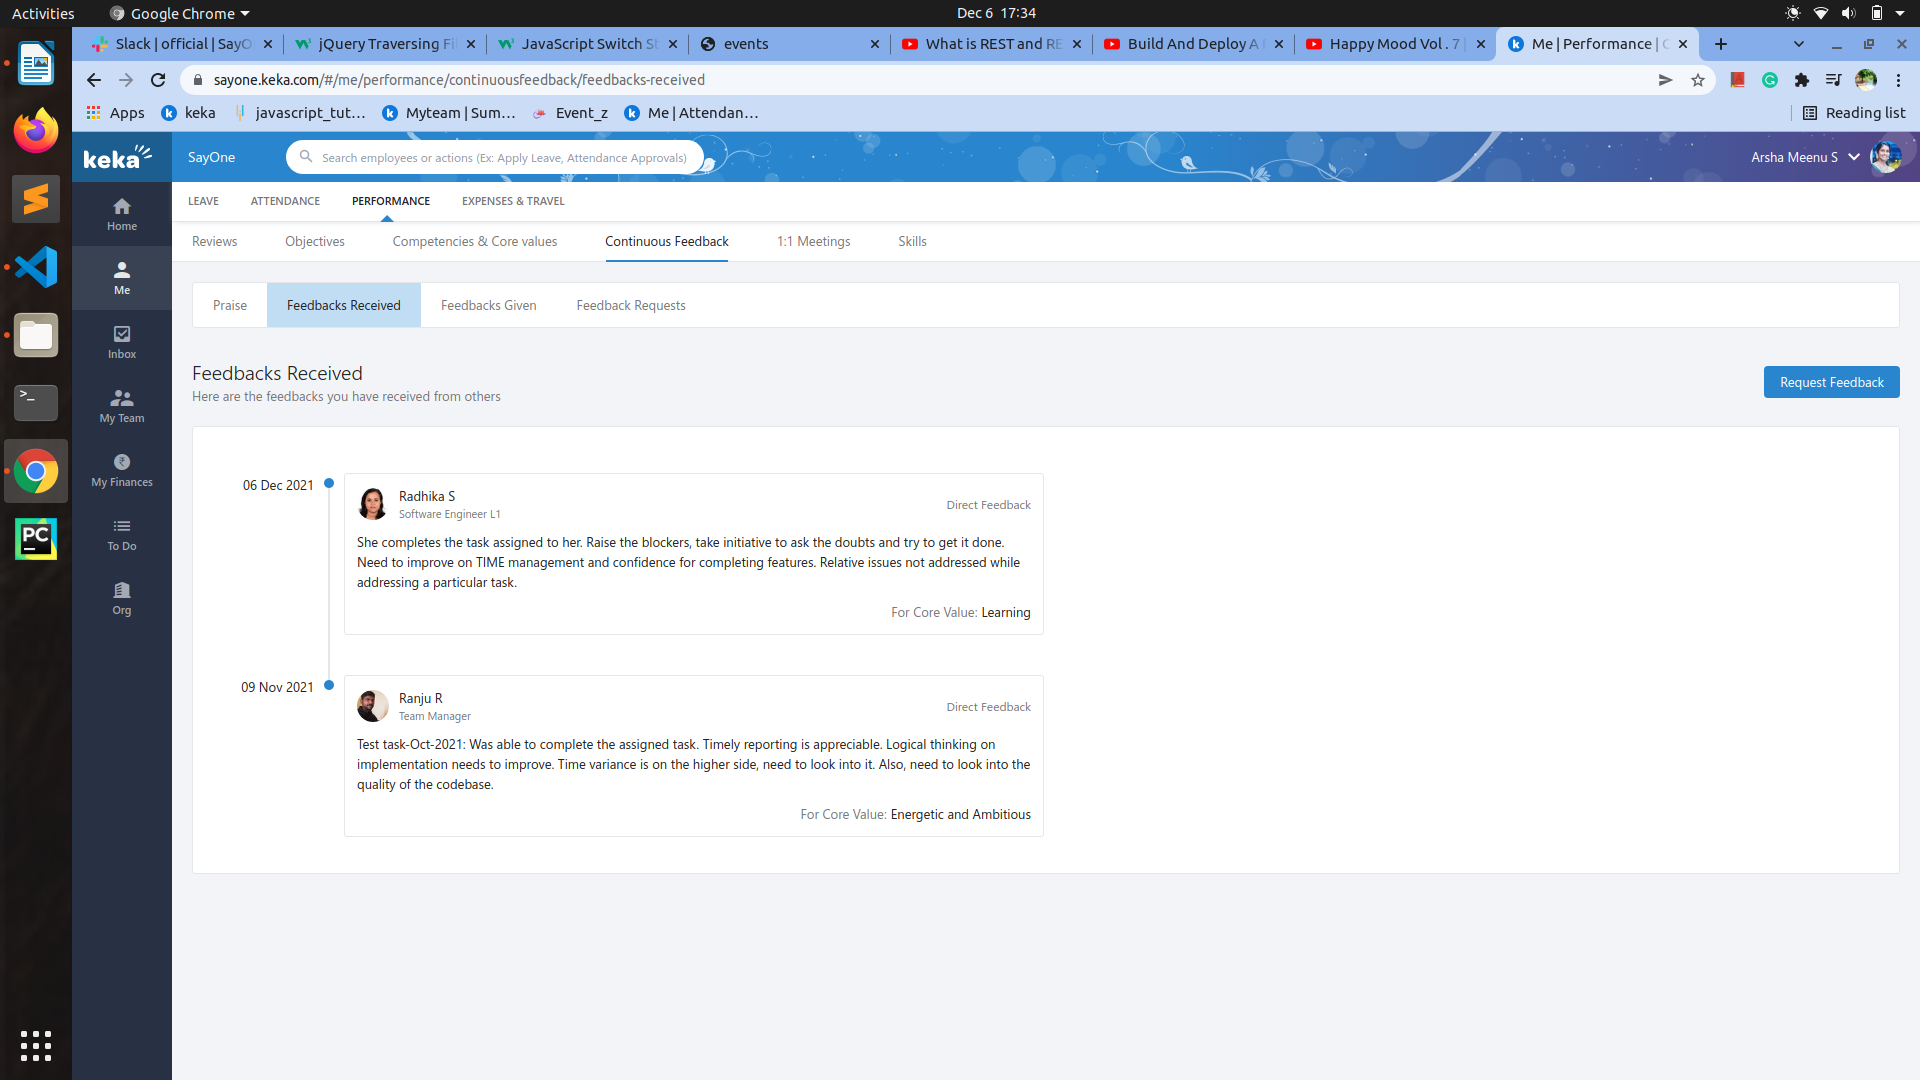 Activities
Google Chrome
Dec 6 17:34
Slack | official | SayO
jQuery Traversing Fil
JavaScript Switch St
events
What is REST and RE
Build And Deploy A
Happy Mood Vol . 7 |
Me | Performance |
sayone.keka.com/#/me/performance/continuousfeedback/feedbacks-received
Apps
keka
javascript_tut…
Myteam | Sum…
Event_z
Me | Attendan…
Reading list
keka
SayOne
Search employees or actions (Ex: Apply Leave, Attendance Approvals)
Arsha Meenu S
LEAVE
ATTENDANCE
PERFORMANCE
EXPENSES & TRAVEL
Home
Me
Inbox
My Team
My Finances
To Do
Org
Reviews
Objectives
Competencies & Core values
Continuous Feedback
1:1 Meetings
Skills
Praise
Feedbacks Received
Feedbacks Given
Feedback Requests
Feedbacks Received
Here are the feedbacks you have received from others
Request Feedback
06 Dec 2021
Radhika S
Software Engineer L1
Direct Feedback
She completes the task assigned to her. Raise the blockers, take initiative to ask the doubts and try to get it done.
Need to improve on TIME management and confidence for completing features. Relative issues not addressed while
addressing a particular task.
For Core Value: Learning
09 Nov 2021
Ranju R
Team Manager
Direct Feedback
Test task-Oct-2021: Was able to complete the assigned task. Timely reporting is appreciable. Logical thinking on
implementation needs to improve. Time variance is on the higher side, need to look into it. Also, need to look into the
quality of the codebase.
For Core Value: Energetic and Ambitious
PC